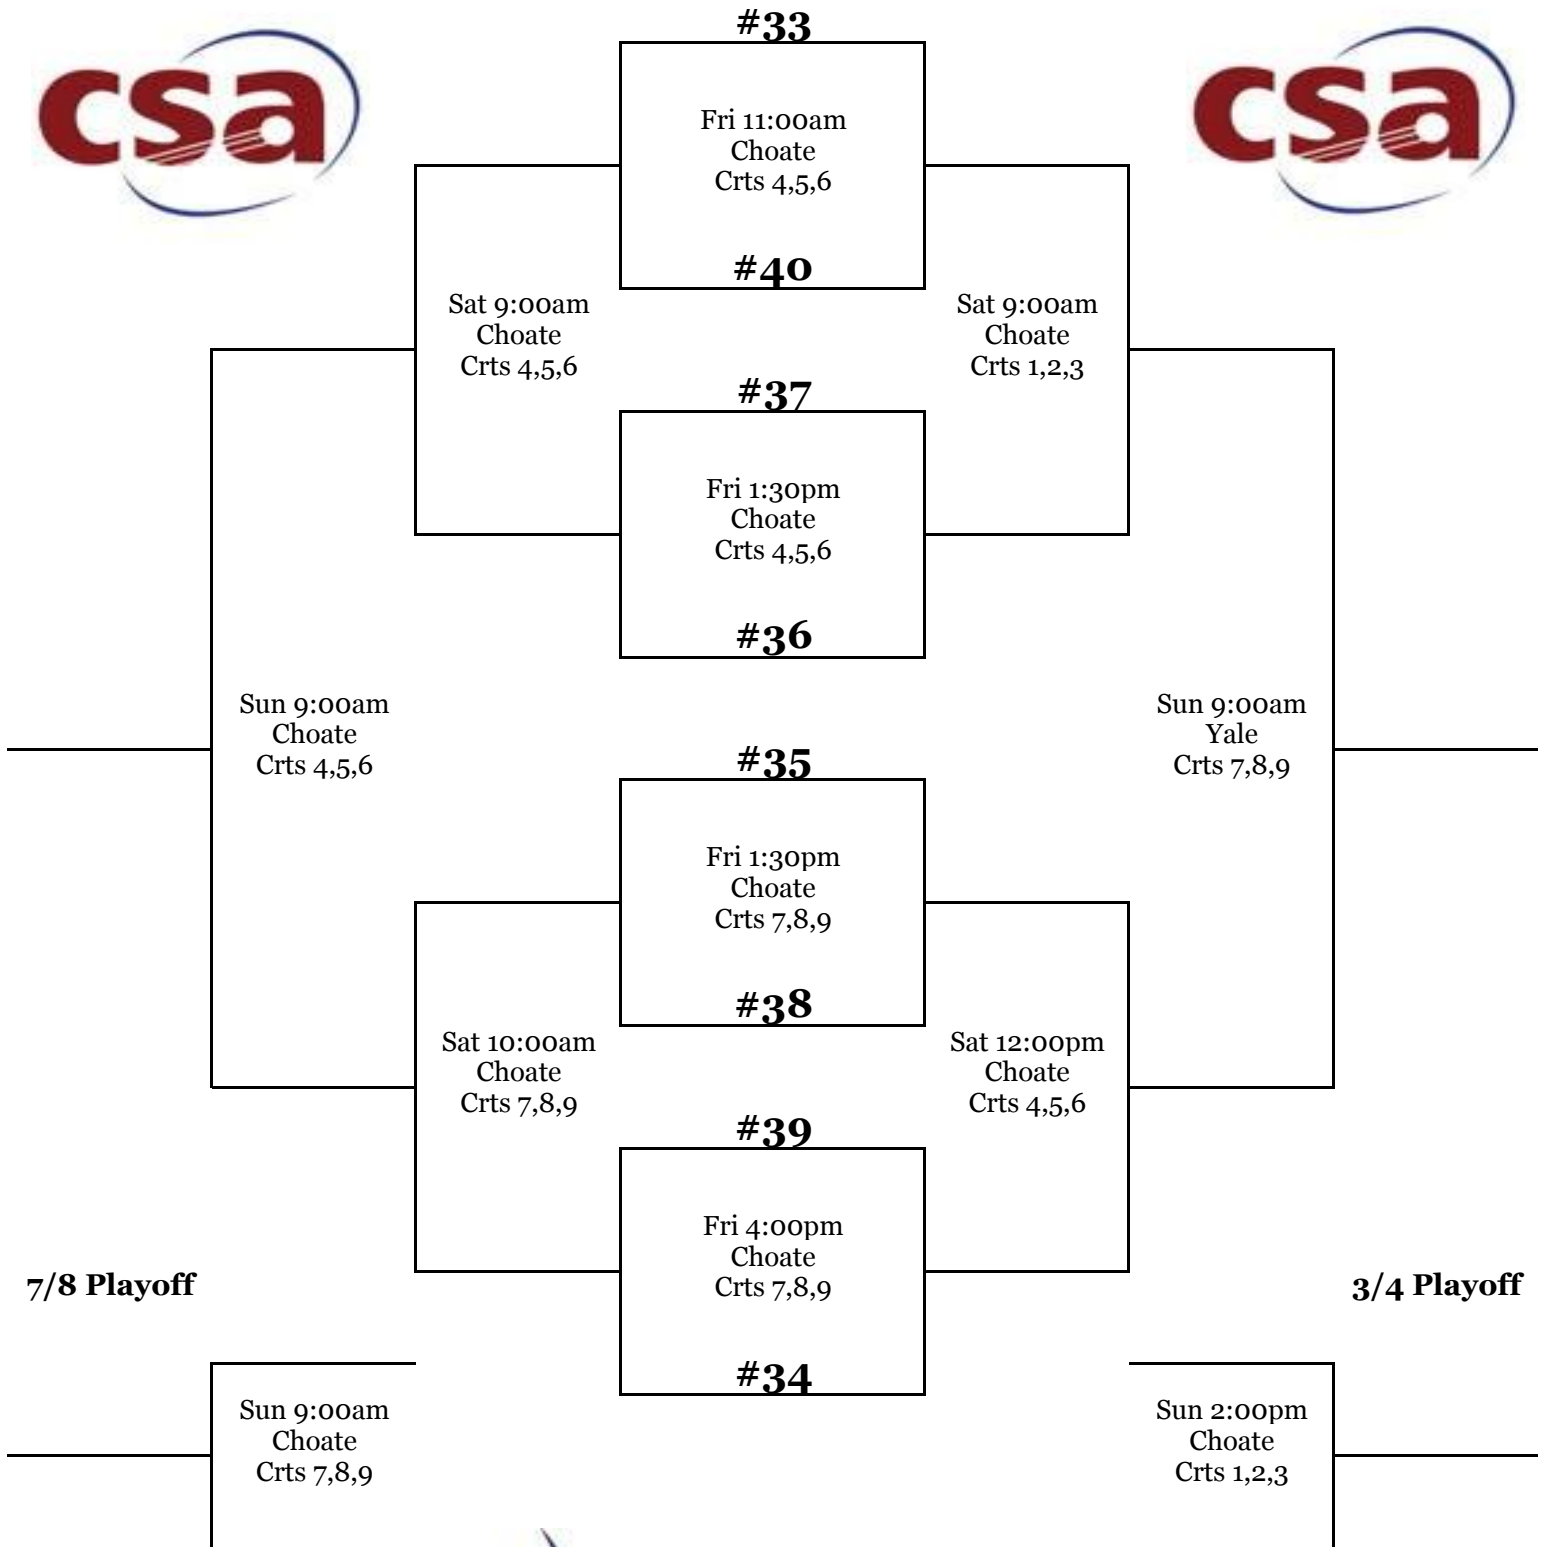 #33
csa
csa
Fri 11:00am
Choate
Crts 4,5,6
#40
Sat 9:00am
Choate
Crts 4,5,6
Sat 9:00am
Choate
Crts 1,2,3
#37
Fri 1:30pm
Choate
Crts 4,5,6
#36
Sun 9:00am
Choate
Crts 4,5,6
Sun 9:00am
Yale
Crts 7,8,9
#35
Fri 1:30pm
Choate
Crts 7,8,9
#38
Sat 10:00am
Choate
Crts 7,8,9
Sat 12:00pm
Choate
Crts 4,5,6
#39
Fri 4:00pm
Choate
Crts 7,8,9
7/8 Playoff
3/4 Playoff
#34
Sun 9:00am
Choate
Crts 7,8,9
Sun 2:00pm
Choate
Crts 1,2,3